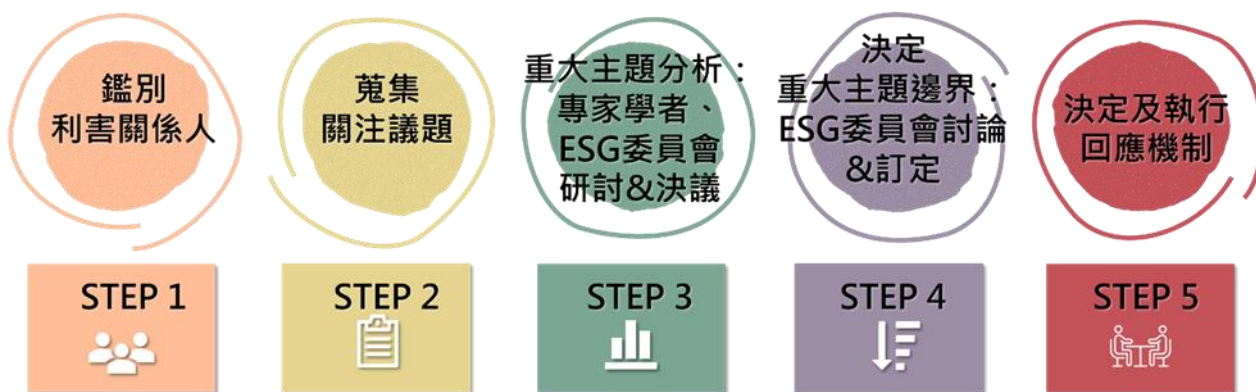 鑑別
利害關係人
蒐集
關注議題
重大主題分析：
專家學者、
ESG委員會
研討&決議
決定
重大主題邊界：
ESG委員會討論
&訂定
決定及執行
回應機制
STEP 1
STEP 2
STEP 3
STEP 4
STEP 5